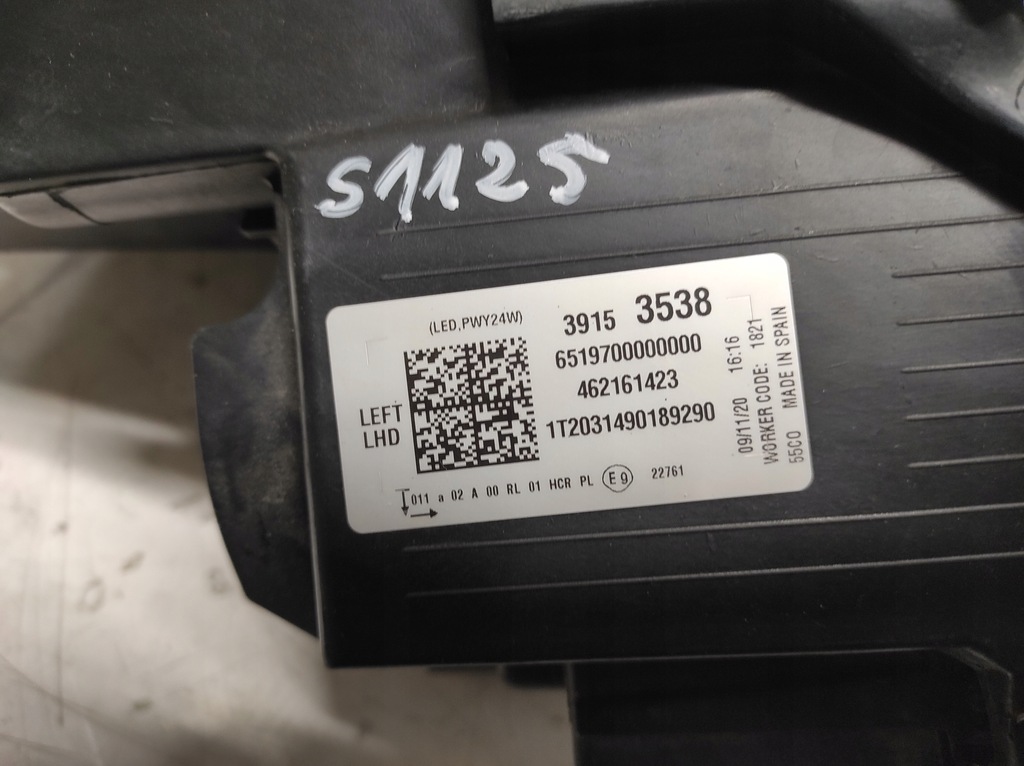 S1125
(LED,PWY24W)
3915 3538
6519700000000
462161423
1T2031490189290
LEFT
LHD
011 a 02 A 00 RL 01 HCR PL E9 22761
09/11/20 16:16
WORKER CODE: 1821
55CO MADE IN SPAIN